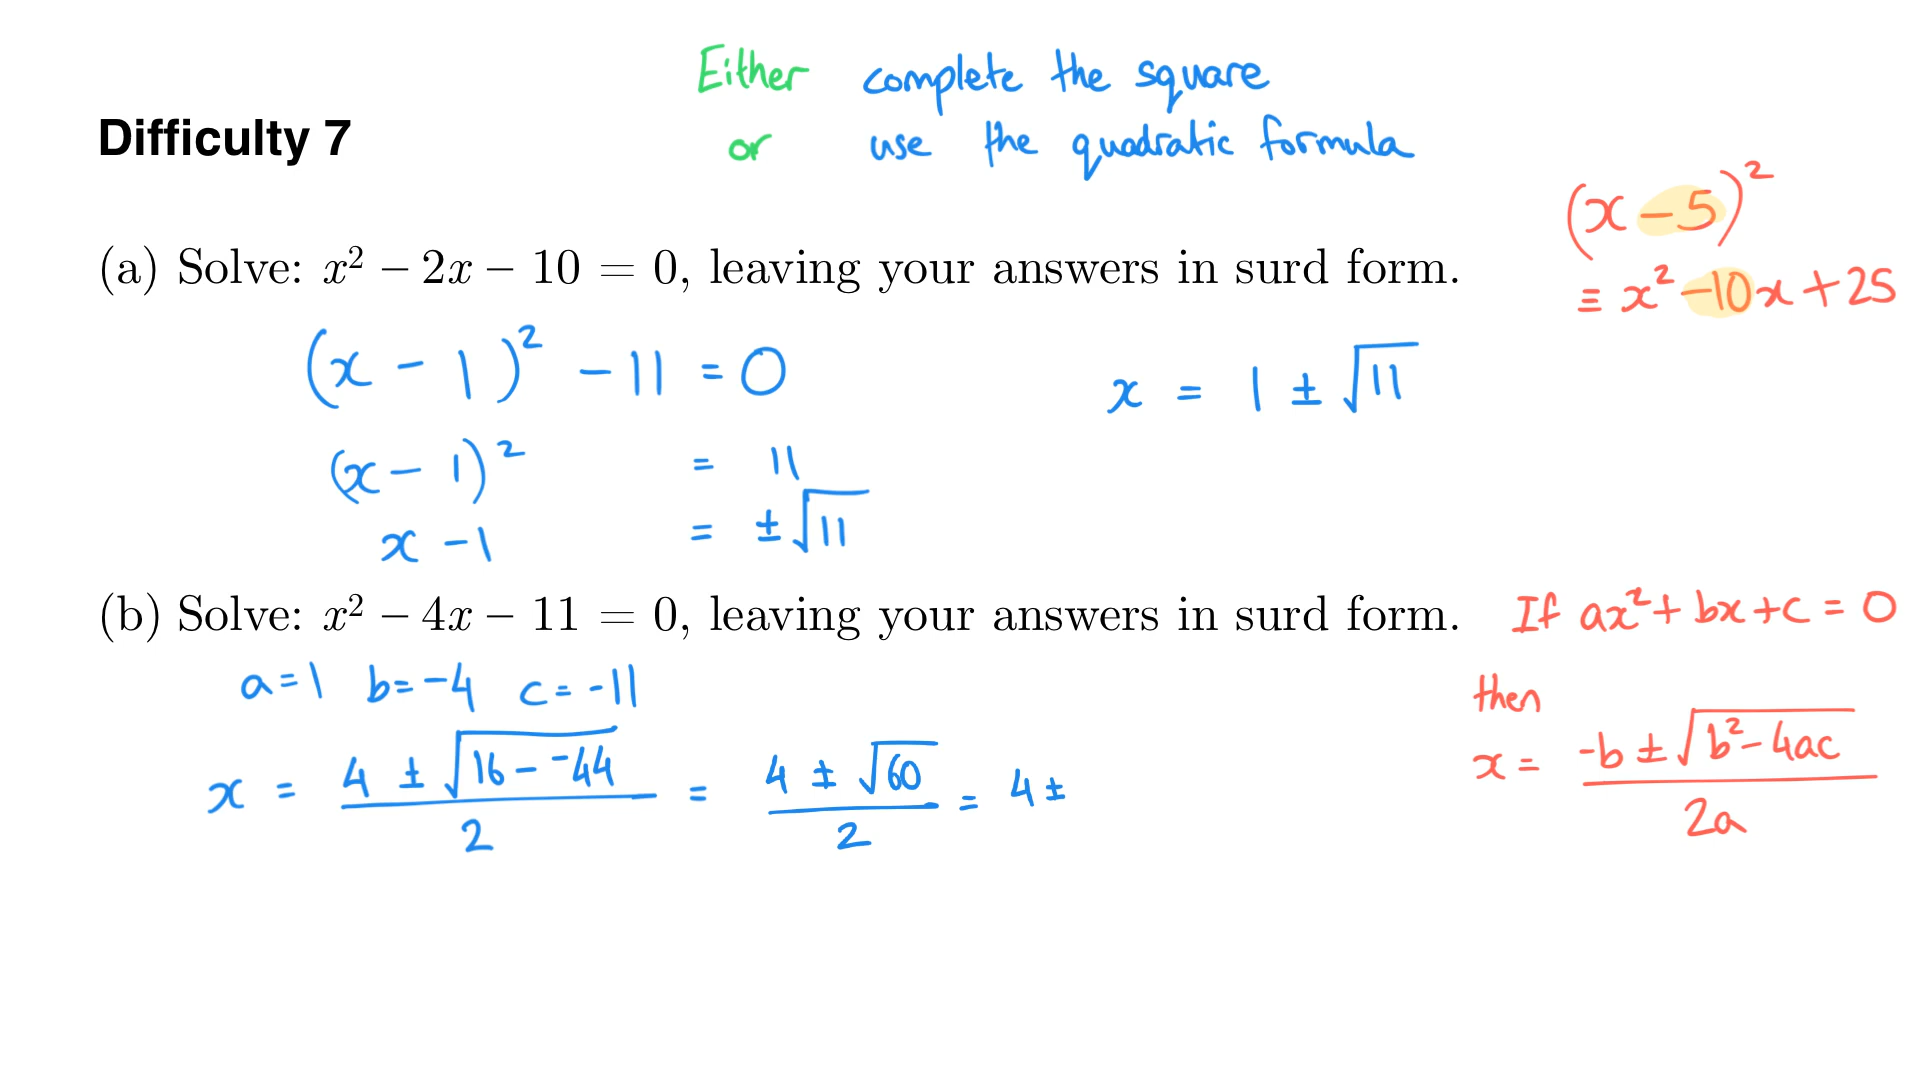 Either complete the square
Difficulty 7
or use the quadratic formula
(x − 5)²
≡ x² −10x + 25
(a) Solve: x² − 2x − 10 = 0, leaving your answers in surd form.
(x − 1)² − 11 = 0
x = 1 ± √11
(x − 1)² = 11
x − 1 = ± √11
(b) Solve: x² − 4x − 11 = 0, leaving your answers in surd form.
If ax² + bx + c = 0
a = 1 b = −4 c = −11
then
x = (4 ± √(16 − −44))/2 = (4 ± √60)/2 = 4 ±
x = (−b ± √(b² − 4ac))/2a